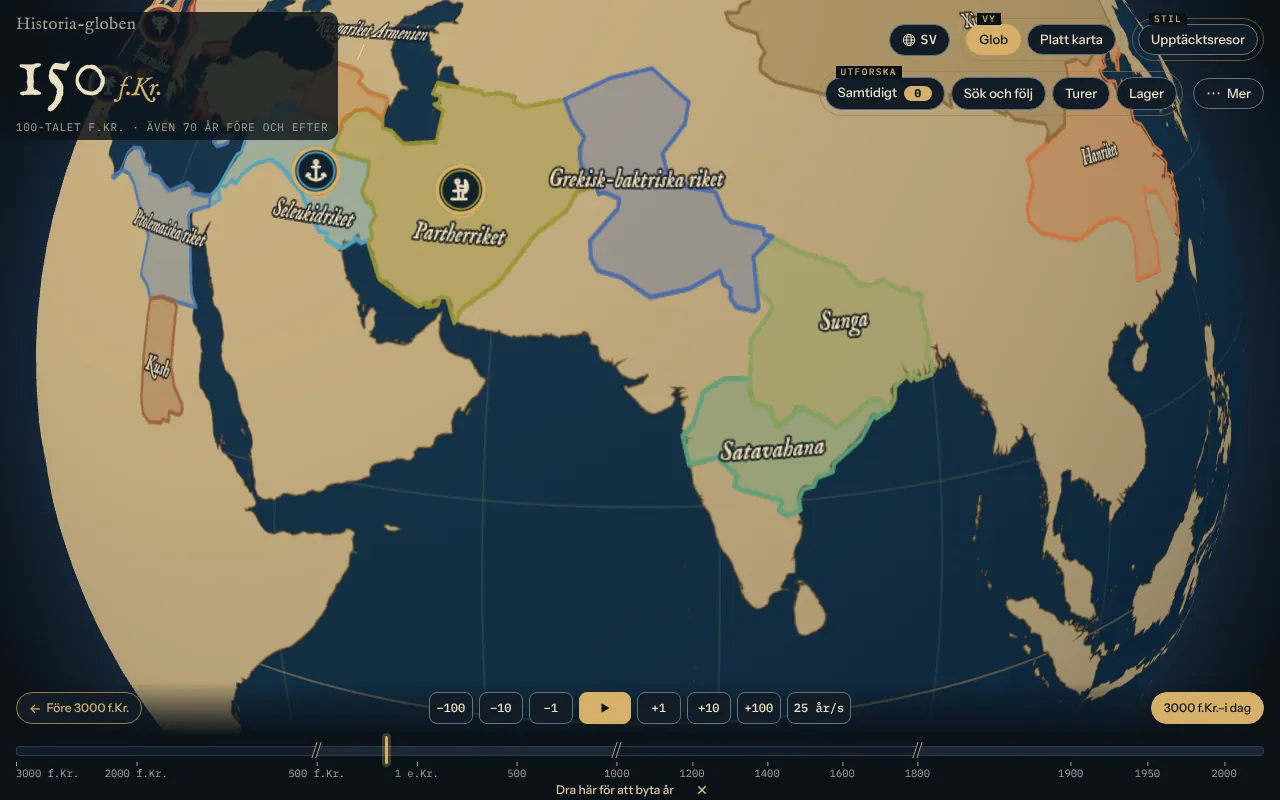 Historia-globen
150 f.Kr.
100-TALET F.KR. · ÄVEN 70 ÅR FÖRE OCH EFTER
SV
VY
Glob
Platt karta
STIL
Upptäcktsresor
UTFORSKA
Samtidigt 0
Sök och följ
Turer
Lager
··· Mer
Armenien
Hanriket
Grekisk-baktriska riket
Seleukidriket
Ptolemaiska riket
Partherriket
Sunga
Kush
Satavahana
← Före 3000 f.Kr.
−100
−10
−1
+1
+10
+100
25 år/s
3000 f.Kr.–i dag
3000 f.Kr.
2000 f.Kr.
500 f.Kr.
1 e.Kr.
500
1000
1200
1400
1600
1800
1900
1950
2000
Dra här för att byta år ✕